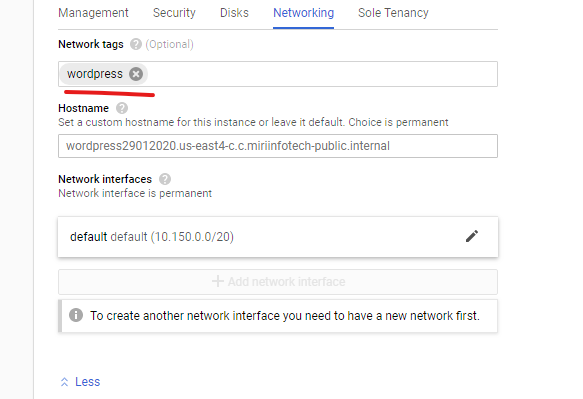 Management Security Disks Networking Sole Tenancy
Network tags (Optional)
wordpress
Hostname
Set a custom hostname for this instance or leave it default. Choice is permanent
wordpress29012020.us-east4-c.c.miriinfotech-public.internal
Network interfaces
Network interface is permanent
default default (10.150.0.0/20)
+ Add network interface
To create another network interface you need to have a new network first.
Less